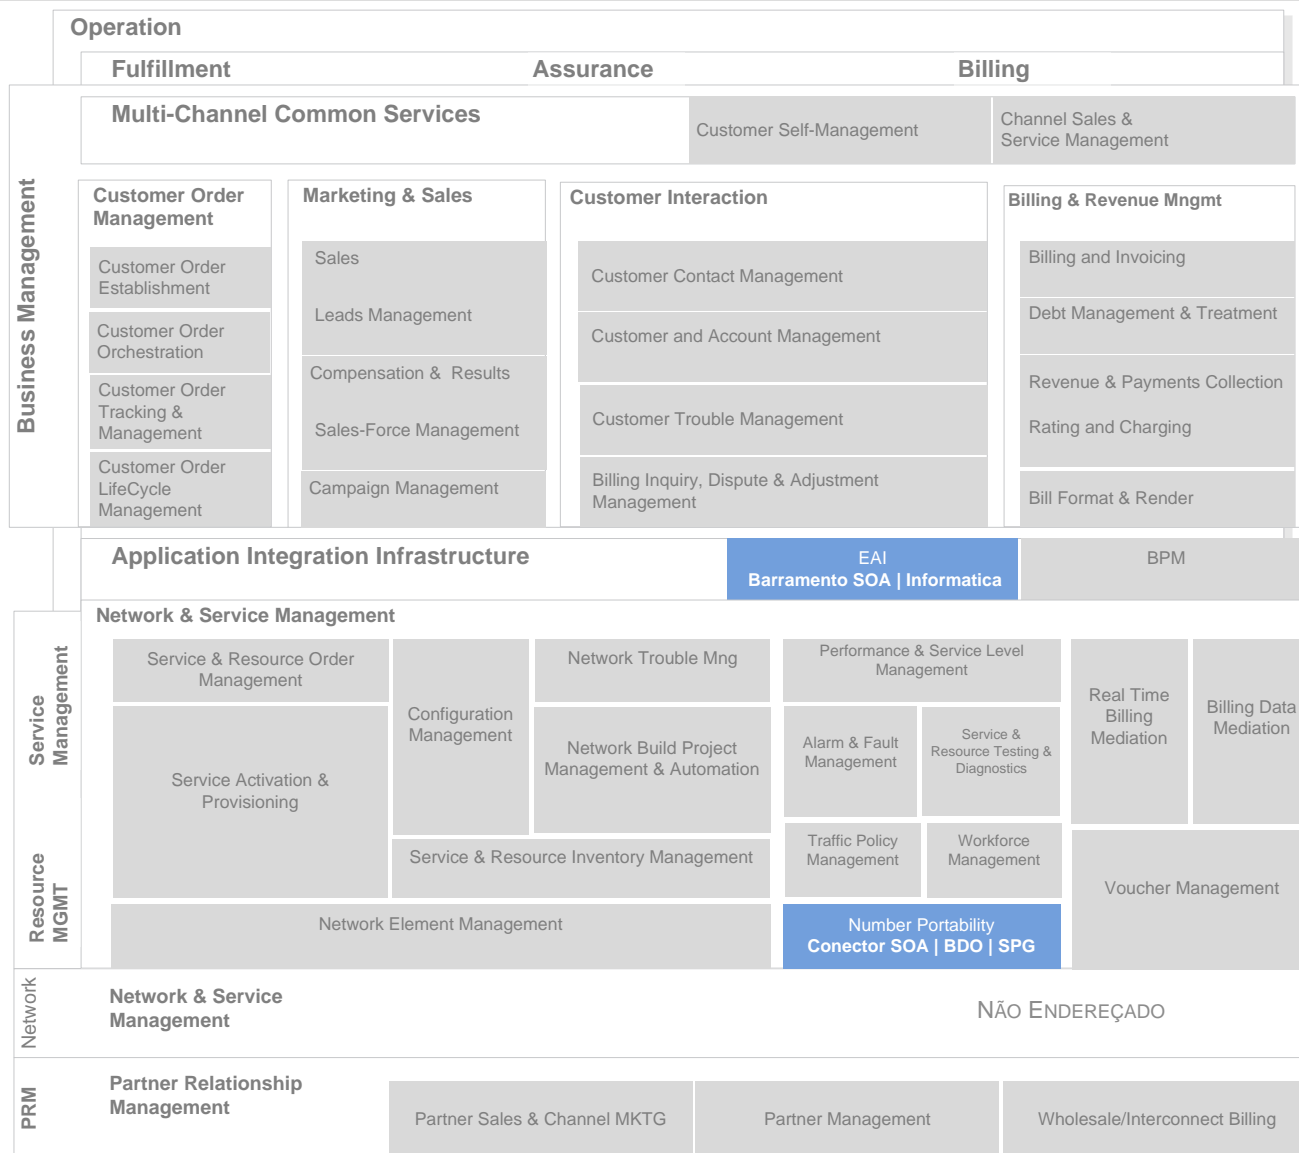 Operation
Fulfillment
Assurance
Billing
Multi-Channel Common Services
Customer Self-Management
Channel Sales &
Service Management
Business Management
Customer Order
Management
Customer Order
Establishment
Customer Order
Orchestration
Customer Order
Tracking &
Management
Customer Order
LifeCycle
Management
Marketing & Sales
Sales
Leads Management
Compensation & Results
Sales-Force Management
Campaign Management
Customer Interaction
Customer Contact Management
Customer and Account Management
Customer Trouble Management
Billing Inquiry, Dispute & Adjustment
Management
Billing & Revenue Mngmt
Billing and Invoicing
Debt Management & Treatment
Revenue & Payments Collection
Rating and Charging
Bill Format & Render
Application Integration Infrastructure
EAI
Barramento SOA | Informatica
BPM
Network & Service Management
Service
Management
Resource
MGMT
Service & Resource Order
Management
Service Activation &
Provisioning
Configuration
Management
Network Trouble Mng
Network Build Project
Management & Automation
Service & Resource Inventory Management
Network Element Management
Performance & Service Level
Management
Alarm & Fault
Management
Service &
Resource Testing &
Diagnostics
Traffic Policy
Management
Workforce
Management
Number Portability
Conector SOA | BDO | SPG
Real Time
Billing
Mediation
Billing Data
Mediation
Voucher Management
Network
Network & Service
Management
NÃO ENDEREÇADO
PRM
Partner Relationship
Management
Partner Sales & Channel MKTG
Partner Management
Wholesale/Interconnect Billing